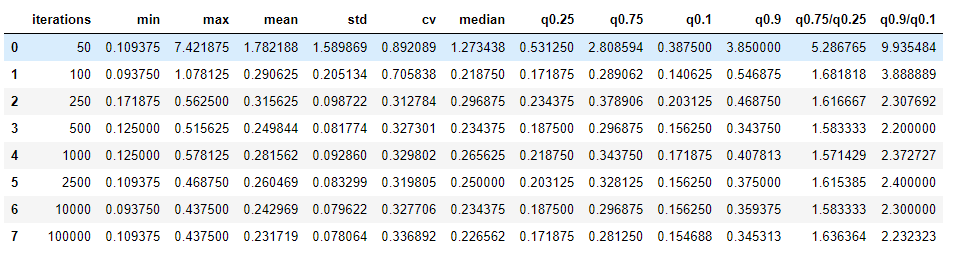 iterations min max mean std cv median q0.25 q0.75 q0.1 q0.9 q0.75/q0.25 q0.9/q0.1
0 50 0.109375 7.421875 1.782188 1.589869 0.892089 1.273438 0.531250 2.808594 0.387500 3.850000 5.286765 9.935484
1 100 0.093750 1.078125 0.290625 0.205134 0.705838 0.218750 0.171875 0.289062 0.140625 0.546875 1.681818 3.888889
2 250 0.171875 0.562500 0.315625 0.098722 0.312784 0.296875 0.234375 0.378906 0.203125 0.468750 1.616667 2.307692
3 500 0.125000 0.515625 0.249844 0.081774 0.327301 0.234375 0.187500 0.296875 0.156250 0.343750 1.583333 2.200000
4 1000 0.125000 0.578125 0.281562 0.092860 0.329802 0.265625 0.218750 0.343750 0.171875 0.407813 1.571429 2.372727
5 2500 0.109375 0.468750 0.260469 0.083299 0.319805 0.250000 0.203125 0.328125 0.156250 0.375000 1.615385 2.400000
6 10000 0.093750 0.437500 0.242969 0.079622 0.327706 0.234375 0.187500 0.296875 0.156250 0.359375 1.583333 2.300000
7 100000 0.109375 0.437500 0.231719 0.078064 0.336892 0.226562 0.171875 0.281250 0.154688 0.345313 1.636364 2.232323